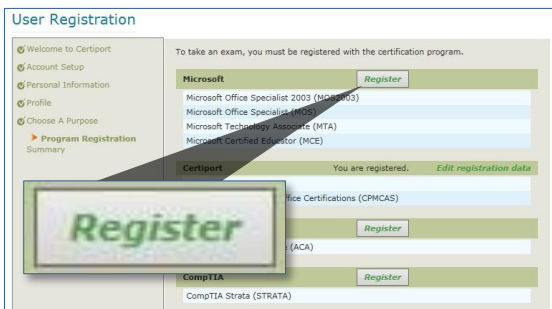 User Registration
Welcome to Certiport
Account Setup
Personal Information
Profile
Choose A Purpose
Program Registration
Summary
To take an exam, you must be registered with the certification program.
Microsoft Register
Microsoft Office Specialist 2003 (MOS2003)
Microsoft Office Specialist (MOS)
Microsoft Technology Associate (MTA)
Microsoft Certified Educator (MCE)
Certiport You are registered. Edit registration data
Office Certifications (CPMCAS)
Register
Register
(ACA)
CompTIA Register
CompTIA Strata (STRATA)